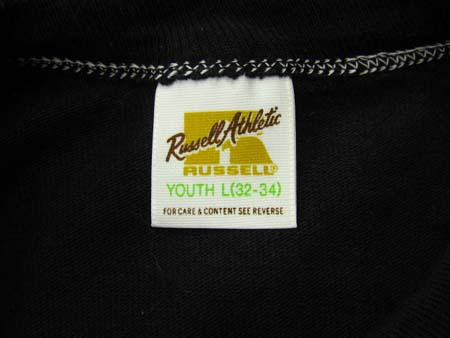 Russell Athletic
R
RUSSELL®
YOUTH L(32-34)
FOR CARE & CONTENT SEE REVERSE